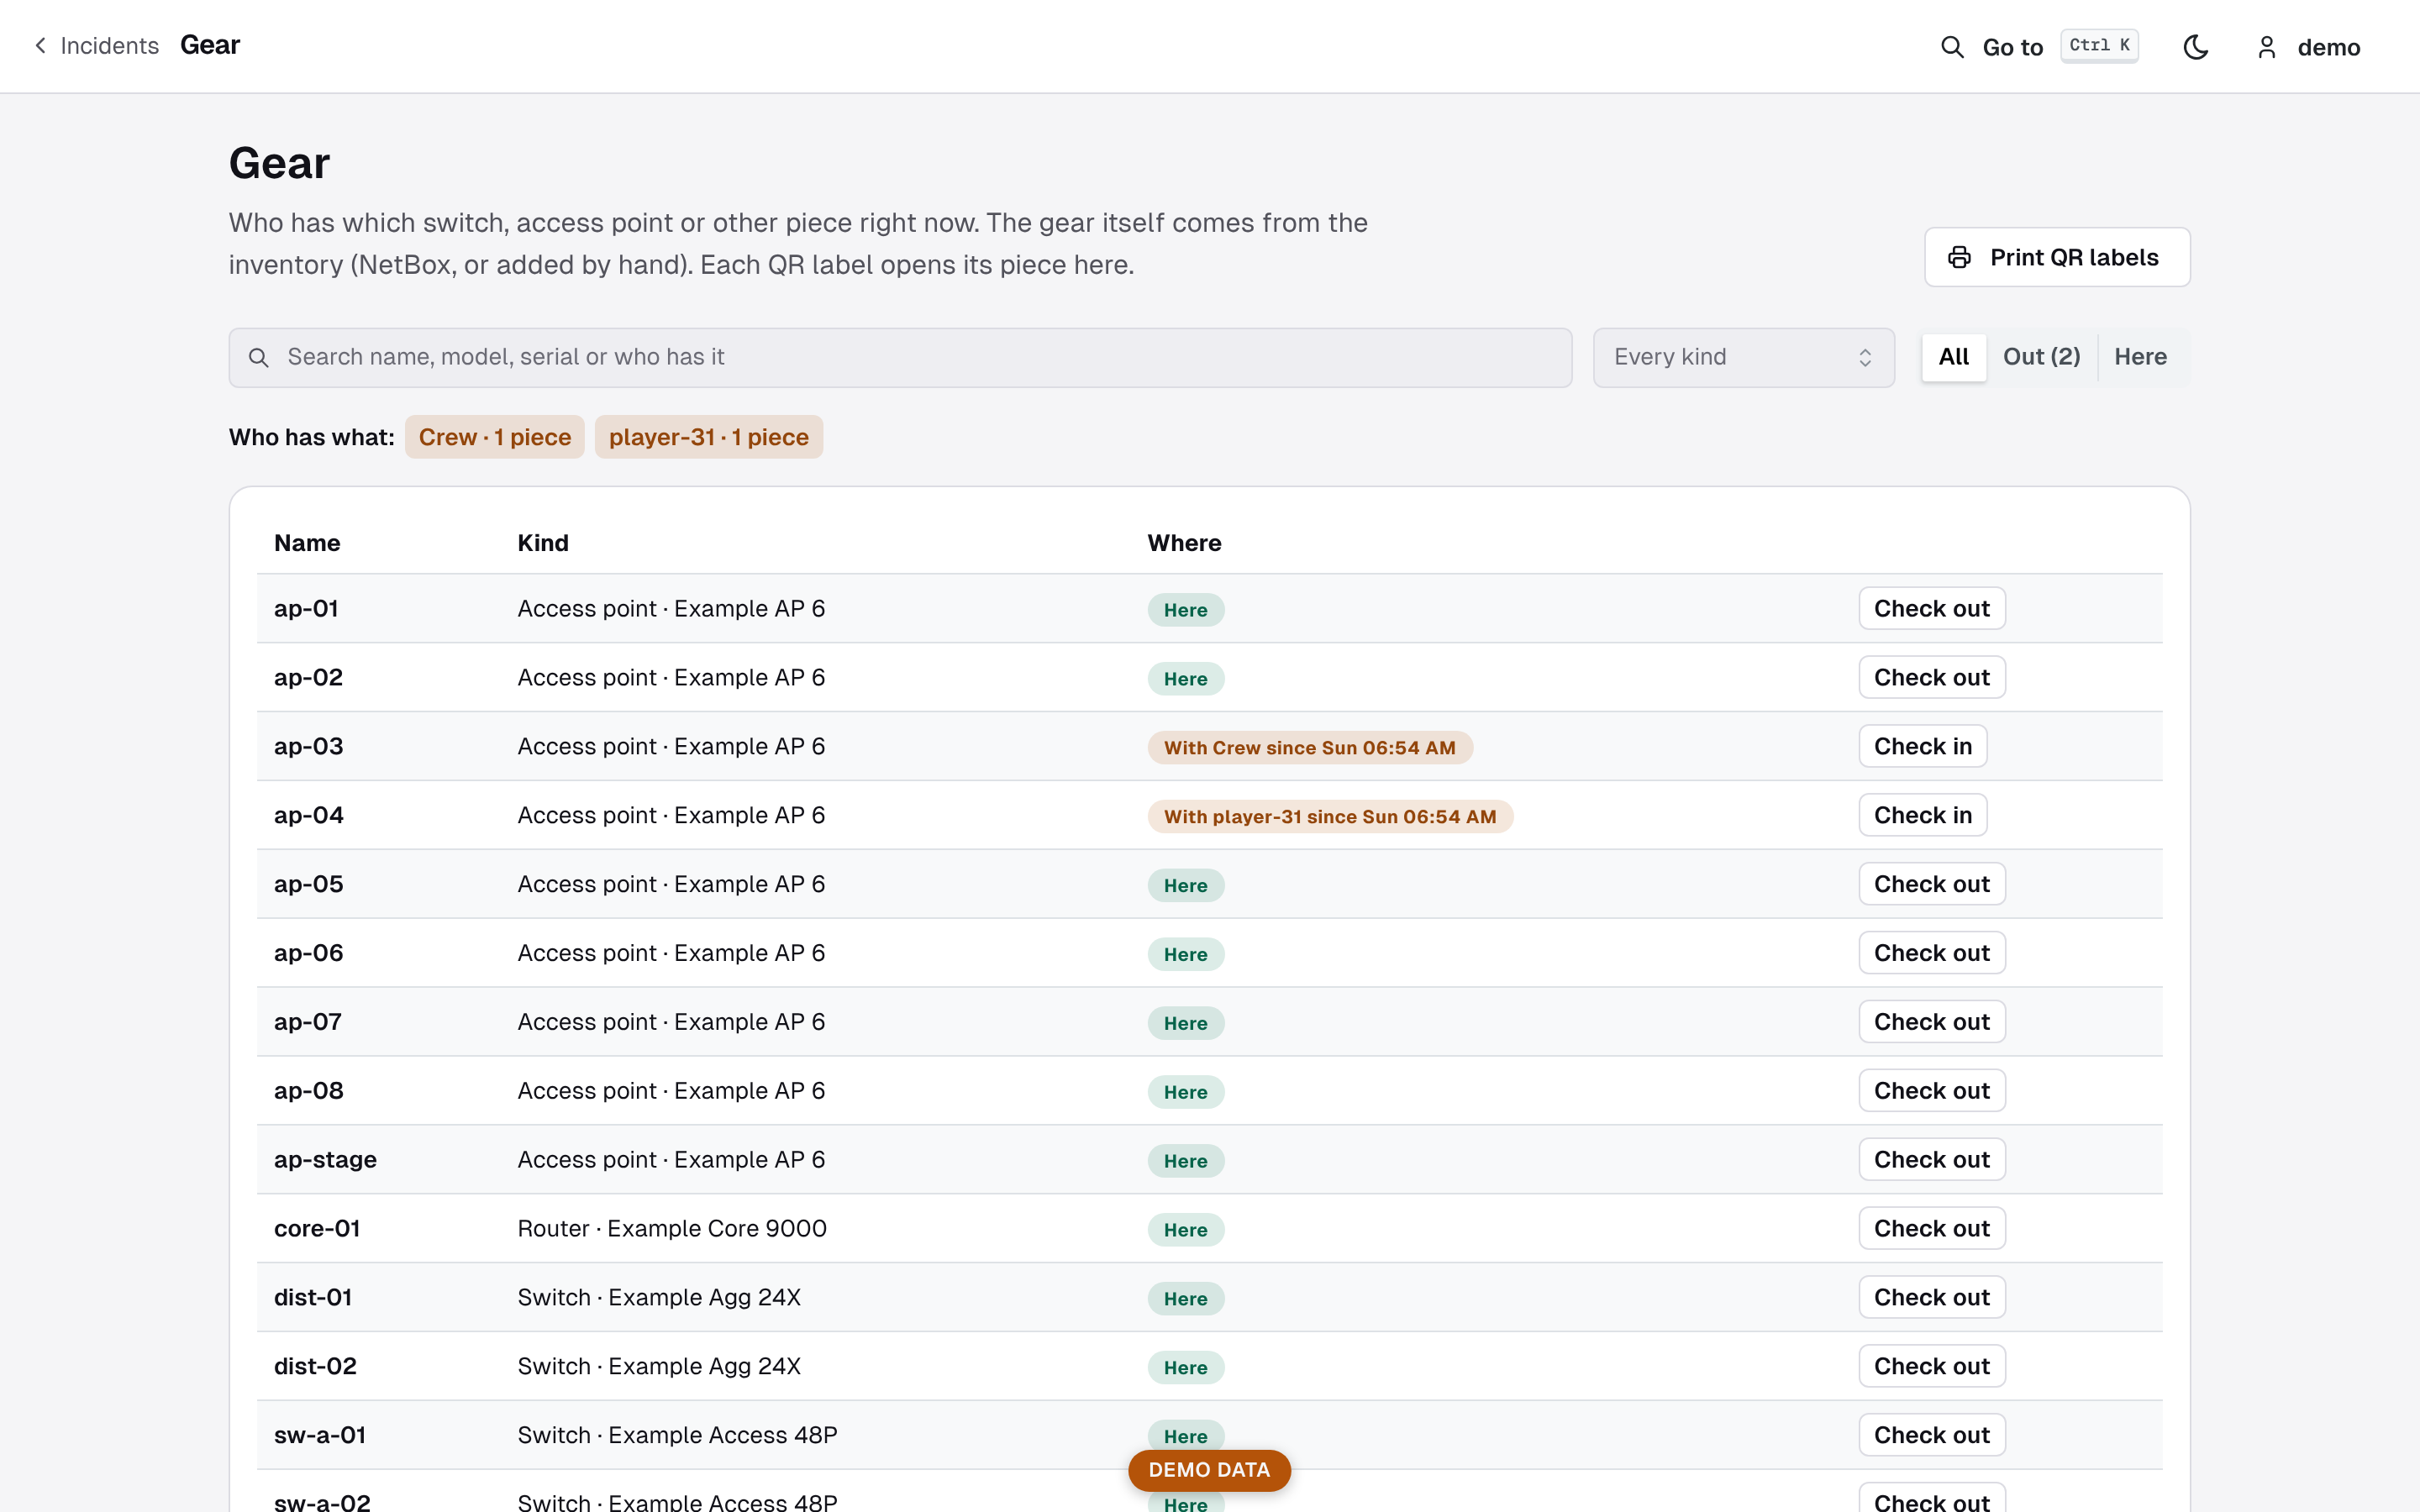 Incidents Gear Go to Ctrl K demo
Gear
Who has which switch, access point or other piece right now. The gear itself comes from the
inventory (NetBox, or added by hand). Each QR label opens its piece here.
Print QR labels
Search name, model, serial or who has it Every kind All Out (2) Here
Who has what: Crew · 1 piece player-31 · 1 piece
Name Kind Where
ap-01 Access point · Example AP 6 Here Check out
ap-02 Access point · Example AP 6 Here Check out
ap-03 Access point · Example AP 6 With Crew since Sun 06:54 AM Check in
ap-04 Access point · Example AP 6 With player-31 since Sun 06:54 AM Check in
ap-05 Access point · Example AP 6 Here Check out
ap-06 Access point · Example AP 6 Here Check out
ap-07 Access point · Example AP 6 Here Check out
ap-08 Access point · Example AP 6 Here Check out
ap-stage Access point · Example AP 6 Here Check out
core-01 Router · Example Core 9000 Here Check out
dist-01 Switch · Example Agg 24X Here Check out
dist-02 Switch · Example Agg 24X Here Check out
sw-a-01 Switch · Example Access 48P Here Check out
DEMO DATA
sw-a-02 Switch · Example Access 48P Here Check out